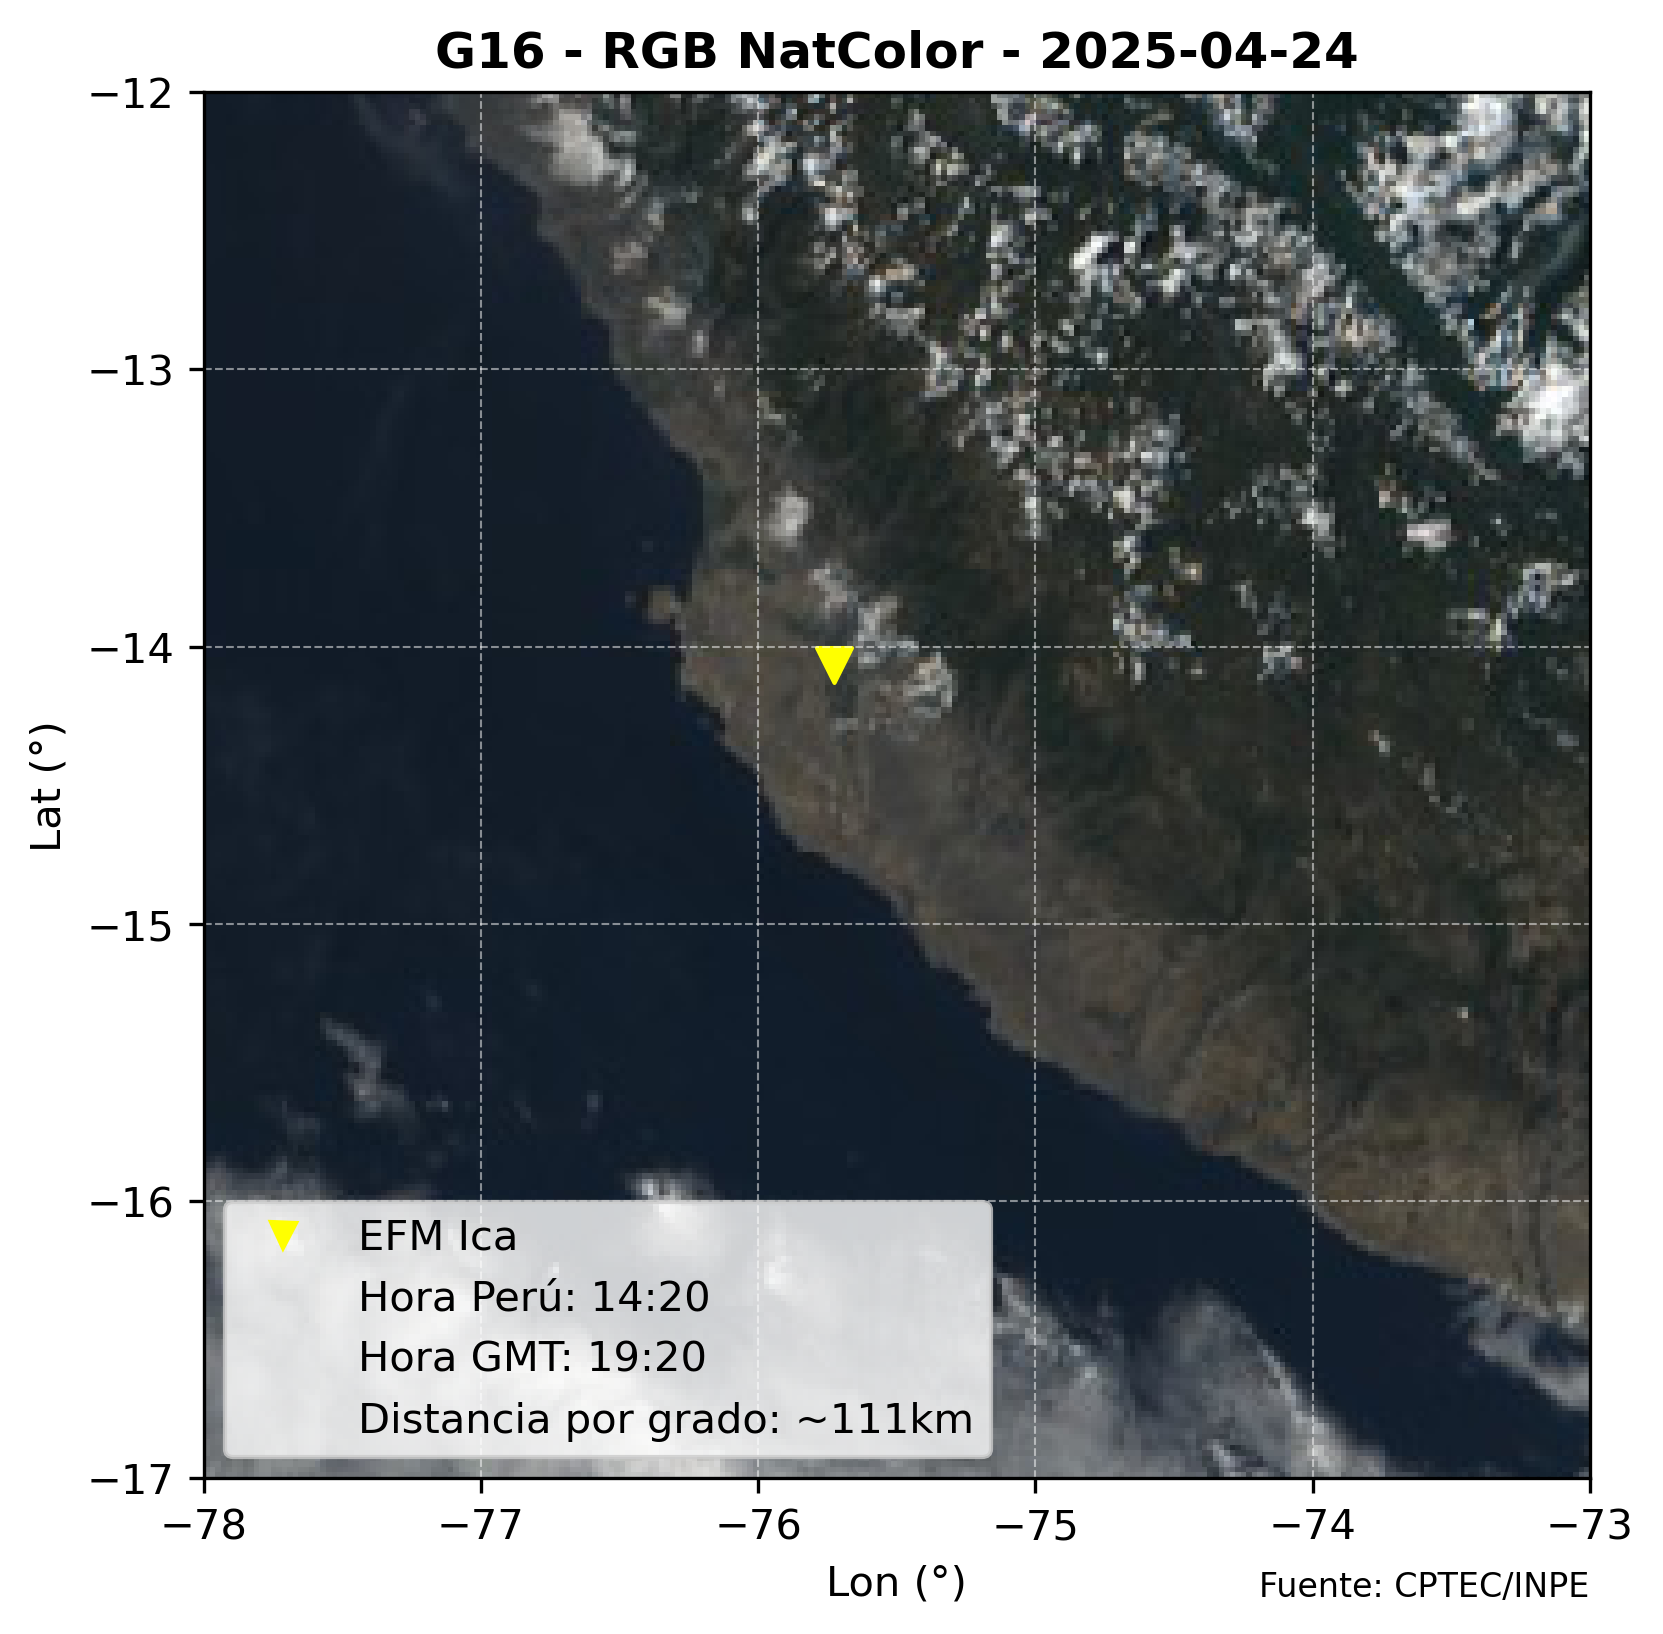 G16 - RGB NatColor - 2025-04-24
−12
−13
−14
−15
−16
−17
Lat (°)
EFM Ica
Hora Perú: 14:20
Hora GMT: 19:20
Distancia por grado: ~111km
−78 −77 −76 −75 −74 −73
Lon (°)
Fuente: CPTEC/INPE